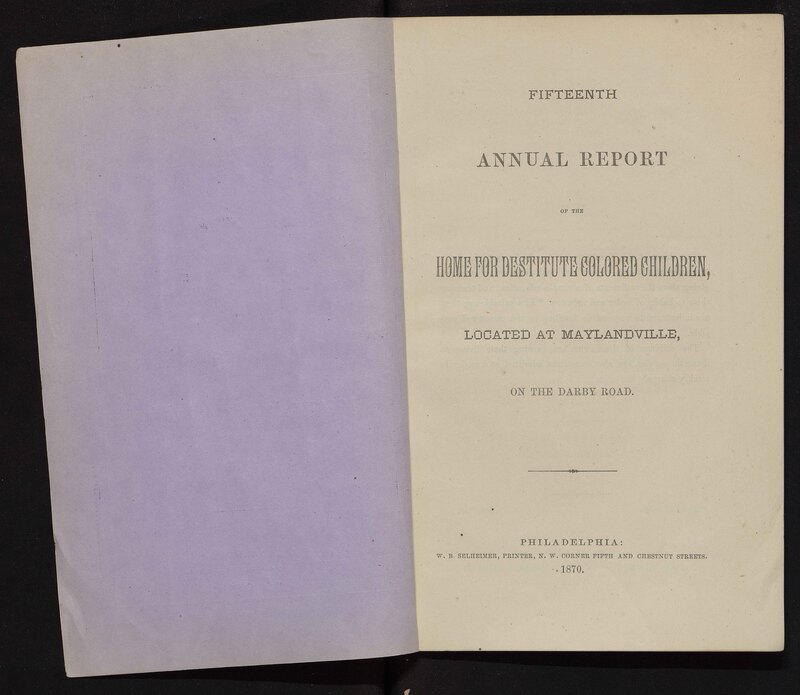 FIFTEENTH
ANNUAL REPORT
OF THE
HOME FOR DESTITUTE COLORED CHILDREN,
LOCATED AT MAYLANDVILLE,
ON THE DARBY ROAD.
PHILADELPHIA:
W. B. SELHEIMER, PRINTER, N. W. CORNER FIFTH AND CHESTNUT STREETS.
1870.